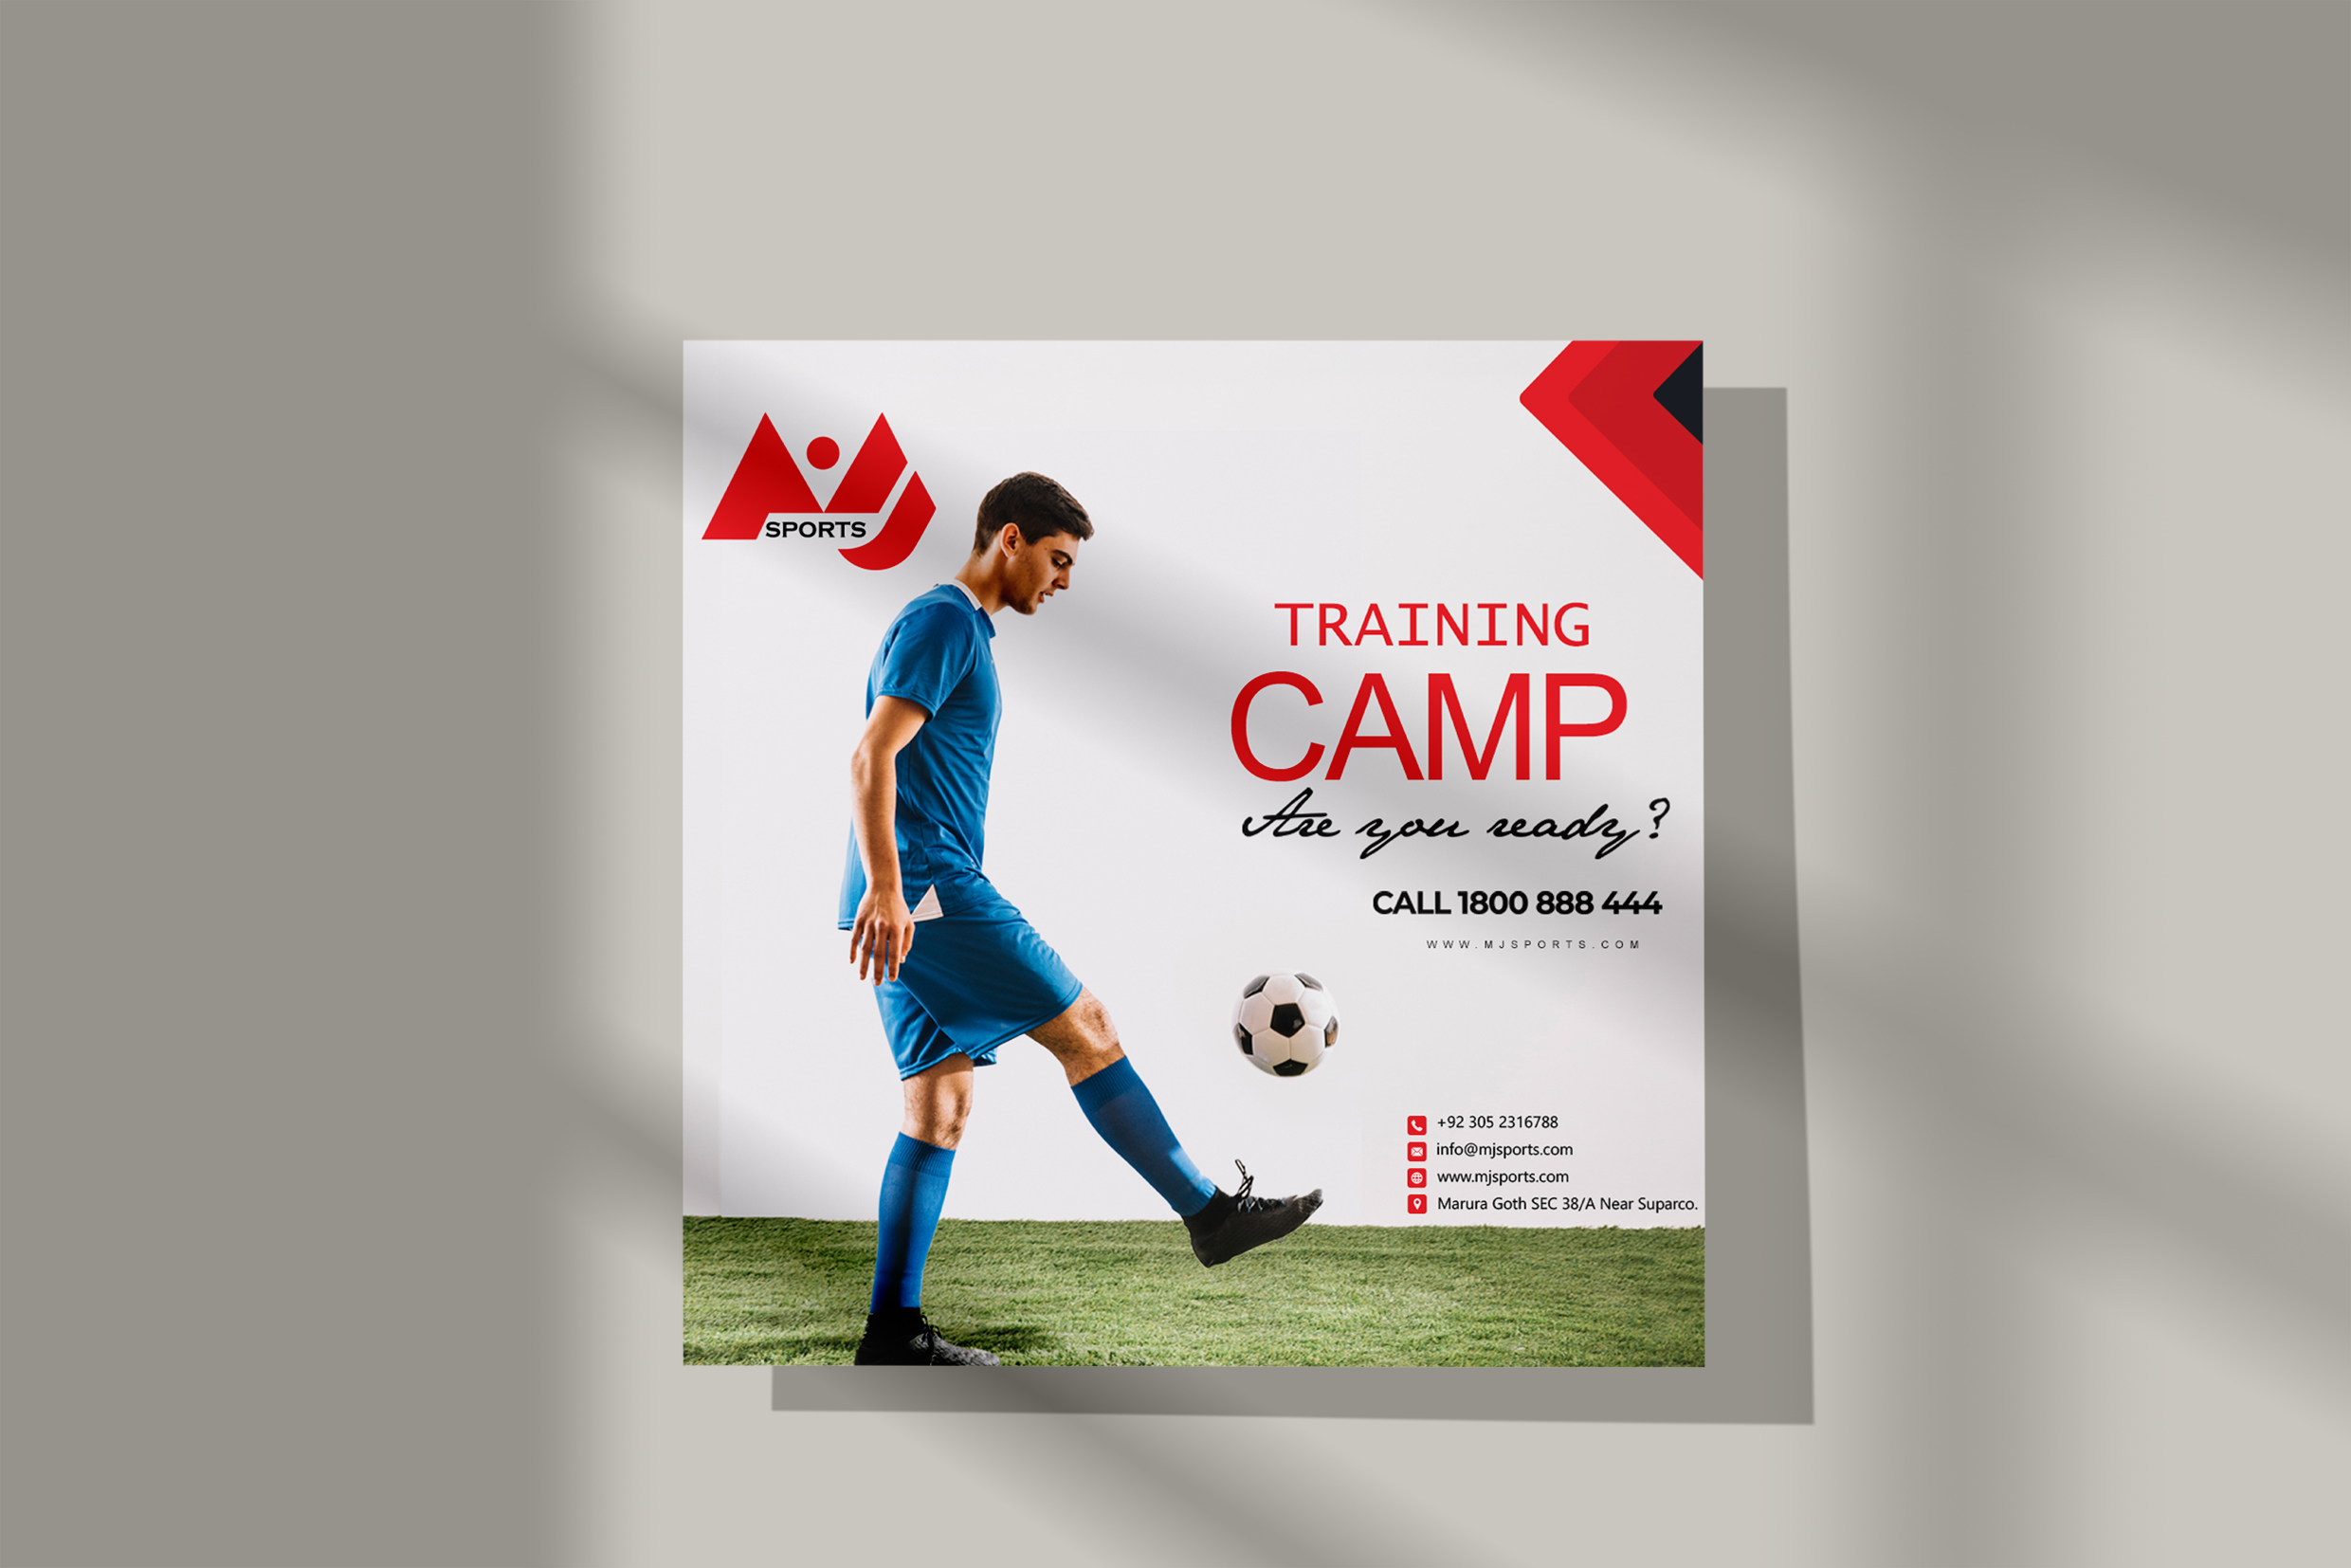 MJ
SPORTS
TRAINING
CAMP
Are you ready?
CALL 1800 888 444
WWW.MJSPORTS.COM
+92 305 2316788
info@mjsports.com
www.mjsports.com
Marura Goth SEC 38/A Near Suparco.